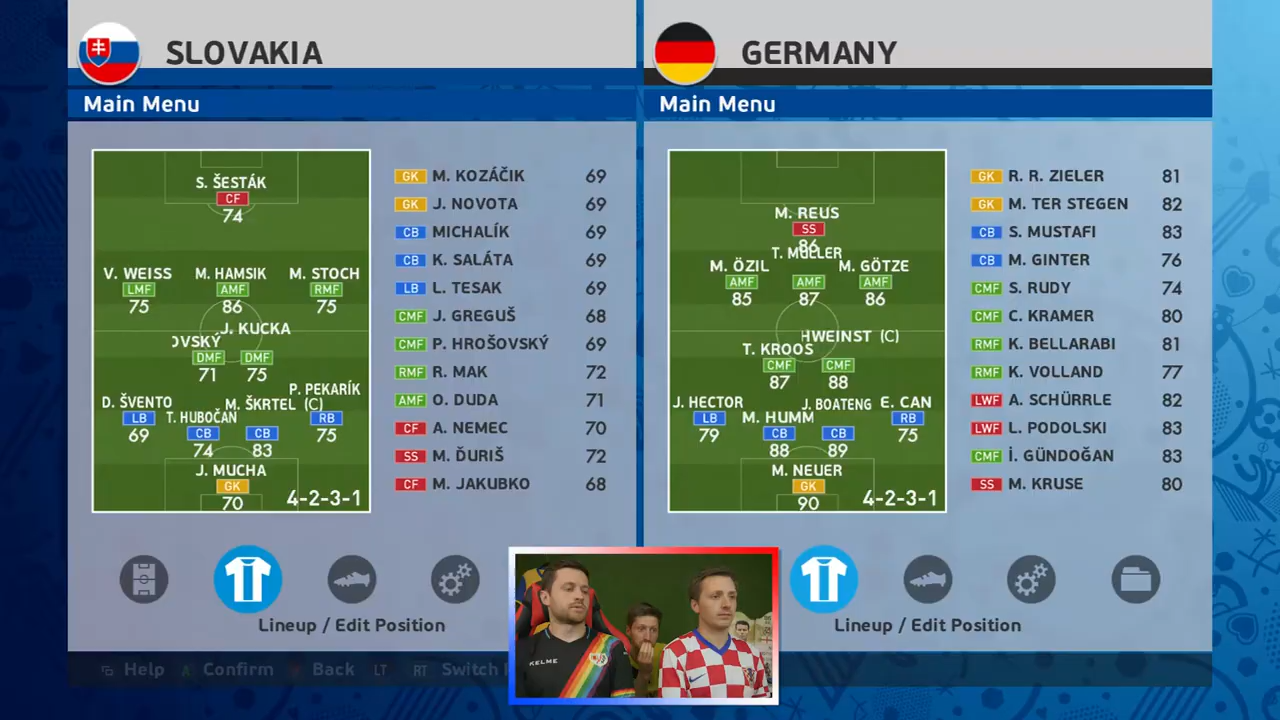 SLOVAKIA
Main Menu
S. ŠESTÁK
CF
74
V. WEISS M. HAMSIK M. STOCH
LMF AMF RMF
75 86 75
J. KUCKA
OVSKÝ
DMF DMF
71 75
P. PEKARÍK
D. ŠVENTO M. ŠKRTEL (C)
T. HUBOČAN
LB CB CB RB
69 74 83 75
J. MUCHA
GK
70
4-2-3-1
GK M. KOZÁČIK 69
GK J. NOVOTA 69
CB MICHALÍK 69
CB K. SALÁTA 69
LB L. TESAK 69
CMF J. GREGUŠ 68
CMF P. HROŠOVSKÝ 69
RMF R. MAK 72
AMF O. DUDA 71
CF A. NEMEC 70
SS M. ĎURIŠ 72
CF M. JAKUBKO 68
Lineup / Edit Position
GERMANY
Main Menu
M. REUS
SS
86
T. MÜLLER
M. ÖZIL M. GÖTZE
AMF AMF AMF
85 87 86
HWEINST (C)
T. KROOS
CMF CMF
87 88
J. HECTOR J. BOATENG E. CAN
M. HUMM
LB CB CB RB
79 88 89 75
M. NEUER
GK
90
4-2-3-1
GK R. R. ZIELER 81
GK M. TER STEGEN 82
CB S. MUSTAFI 83
CB M. GINTER 76
CMF S. RUDY 74
CMF C. KRAMER 80
RMF K. BELLARABI 81
RMF K. VOLLAND 77
LWF A. SCHÜRRLE 82
LWF L. PODOLSKI 83
CMF İ. GÜNDOĞAN 83
SS M. KRUSE 80
Lineup / Edit Position
Help A Confirm Back LT RT Switch
KELME